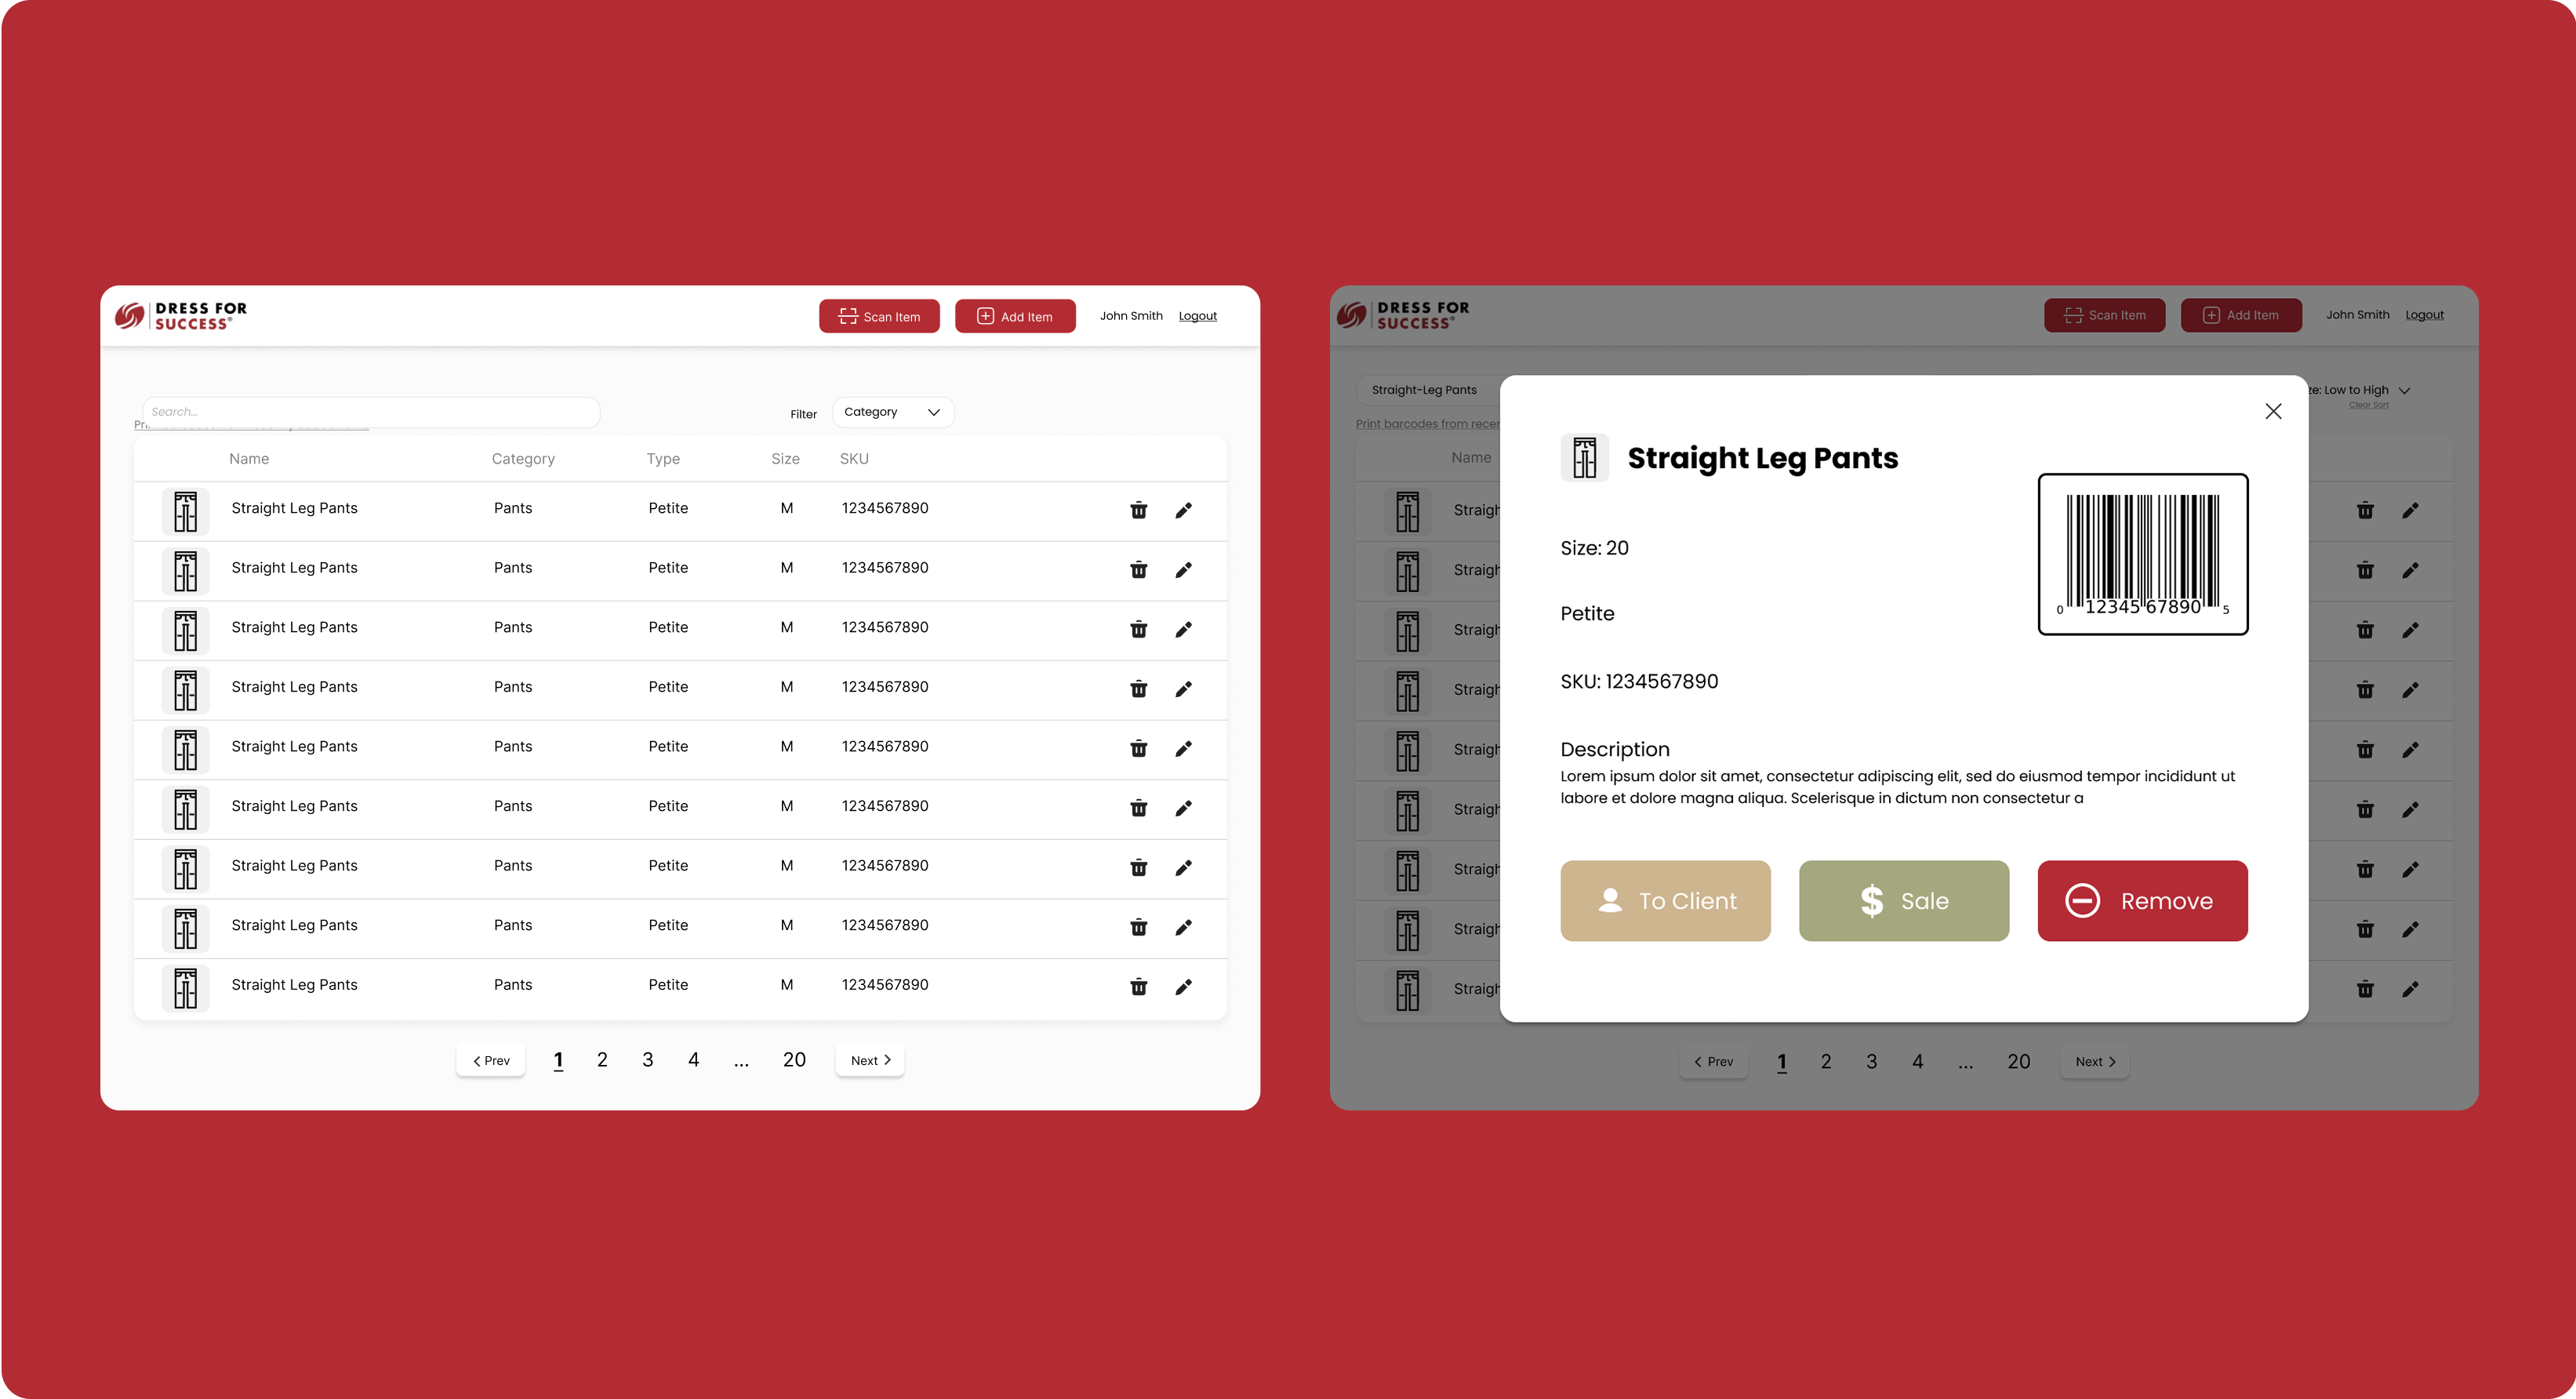 DRESS FOR
SUCCESS®
Scan Item
Add Item
John Smith
Logout
Search...
Filter
Category
Name Category Type Size SKU
Straight Leg Pants Pants Petite M 1234567890
Straight Leg Pants Pants Petite M 1234567890
Straight Leg Pants Pants Petite M 1234567890
Straight Leg Pants Pants Petite M 1234567890
Straight Leg Pants Pants Petite M 1234567890
Straight Leg Pants Pants Petite M 1234567890
Straight Leg Pants Pants Petite M 1234567890
Straight Leg Pants Pants Petite M 1234567890
Straight Leg Pants Pants Petite M 1234567890
Prev 1 2 3 4 ... 20 Next
DRESS FOR
SUCCESS®
Scan Item
Add Item
John Smith
Logout
Straight-Leg Pants
ze: Low to High
Clear Sort
Print barcodes from recer
Name
Straigh
Straigh
Straigh
Straigh
Straigh
Straigh
Straigh
Straigh
Straigh
Prev 1 2 3 4 ... 20 Next
Straight Leg Pants
0 12345 67890 5
Size: 20
Petite
SKU: 1234567890
Description
Lorem ipsum dolor sit amet, consectetur adipiscing elit, sed do eiusmod tempor incididunt ut
labore et dolore magna aliqua. Scelerisque in dictum non consectetur a
To Client
$ Sale
Remove